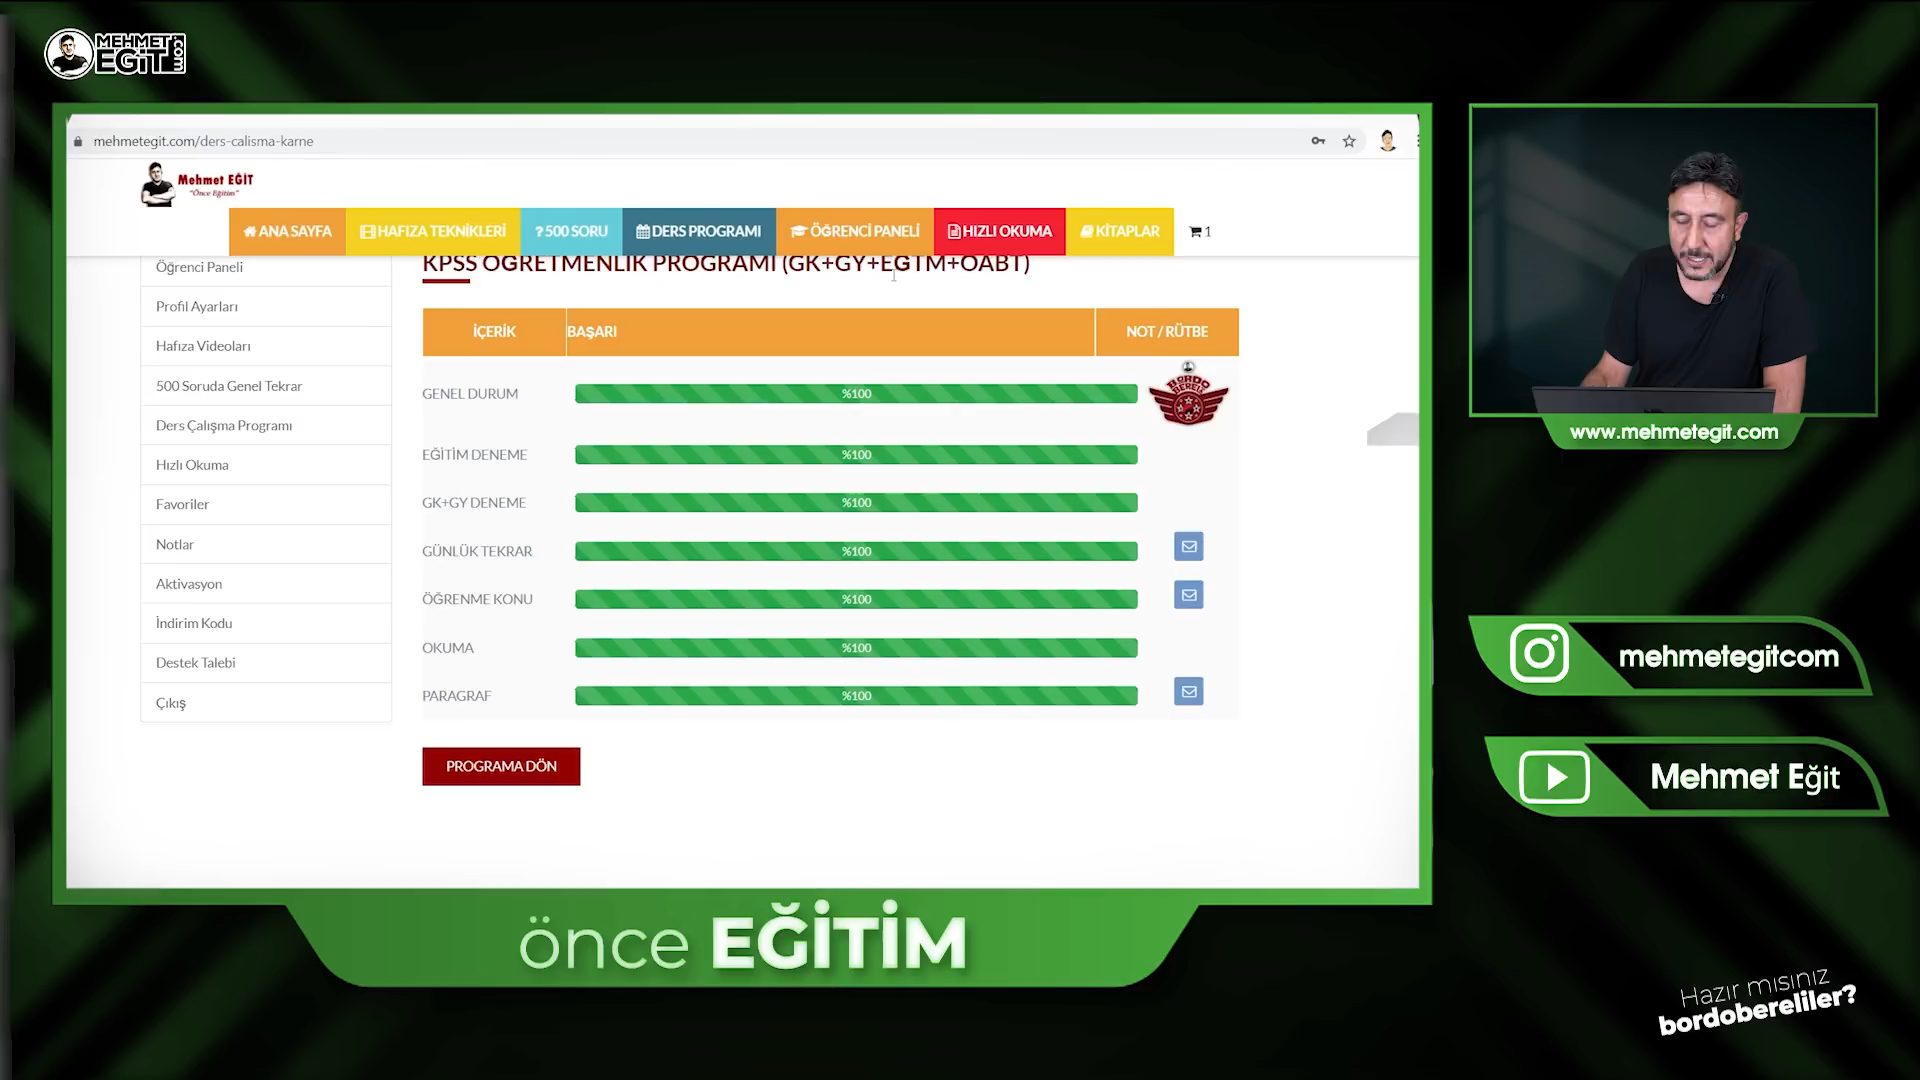 MEHMET
EGiT.com
mehmetegit.com/ders-calisma-karne
Mehmet EĞİT
"Önce Eğitim"
ANA SAYFA
HAFIZA TEKNİKLERİ
? 500 SORU
DERS PROGRAMI
ÖĞRENCİ PANELİ
HIZLI OKUMA
KİTAPLAR
1
KPSS ÖĞRETMENLİK PROGRAMI (GK+GY+EĞTM+ÖABT)
Öğrenci Paneli
Profil Ayarları
Hafıza Videoları
500 Soruda Genel Tekrar
Ders Çalışma Programı
Hızlı Okuma
Favoriler
Notlar
Aktivasyon
İndirim Kodu
Destek Talebi
Çıkış
İÇERİK BAŞARI NOT / RÜTBE
GENEL DURUM %100
BORDO
BERELİ
EĞİTİM DENEME %100
GK+GY DENEME %100
GÜNLÜK TEKRAR %100
ÖĞRENME KONU %100
OKUMA %100
PARAGRAF %100
PROGRAMA DÖN
www.mehmetegit.com
mehmetegitcom
Mehmet Eğit
önce EĞİTİM
Hazır mısınız
bordobereliler?